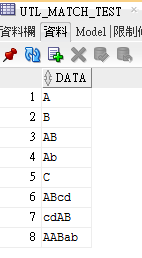 UTL_MATCH_TEST
資料欄 資料 Model 限制
DATA
1 A
2 B
3 AB
4 Ab
5 C
6 ABcd
7 cdAB
8 AABab